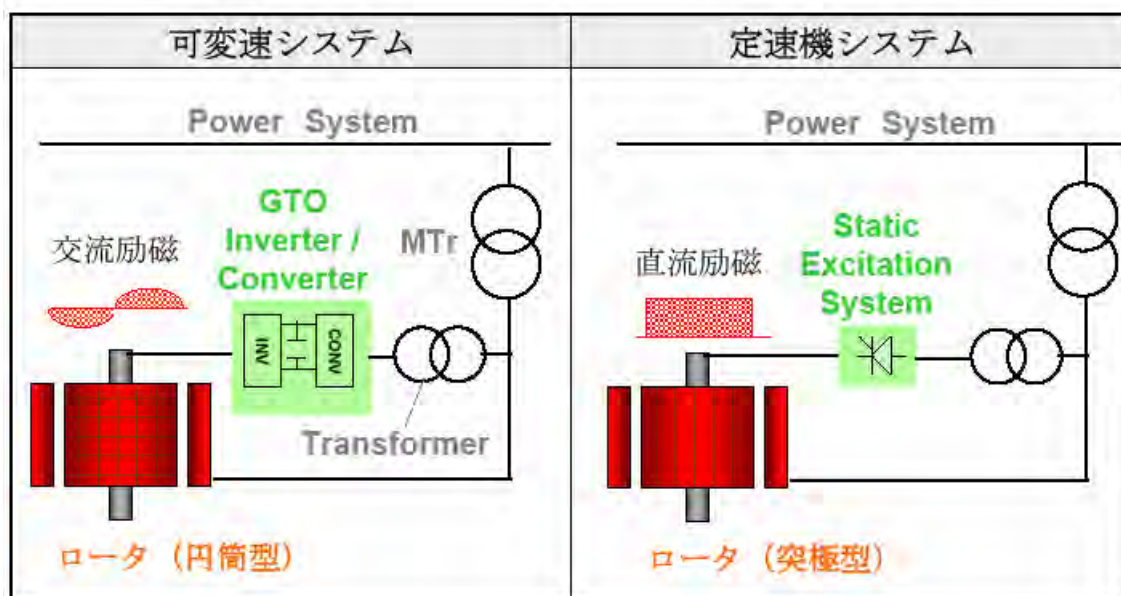 可変速システム
定速機システム
Power System
GTO
Inverter /
Converter
MTr
交流励磁
INV
CONV
Transformer
ロータ（円筒型）
Power System
Static
Excitation
System
直流励磁
ロータ（突極型）